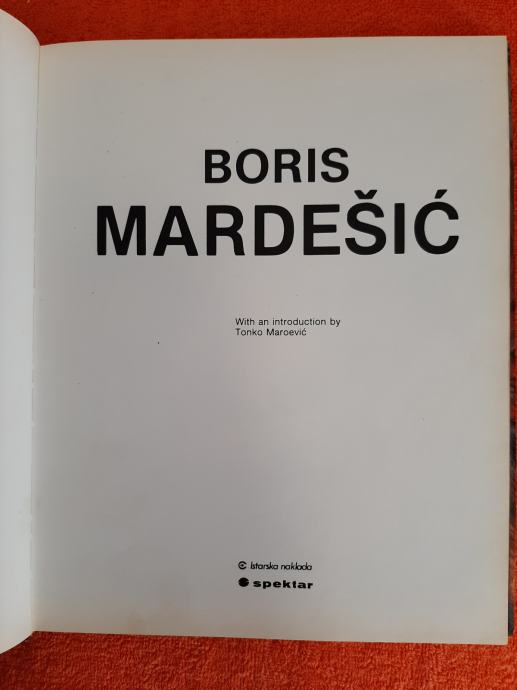 BORIS
MARDEŠIĆ
With an introduction by
Tonko Maroević
Istarska naklada
spektar